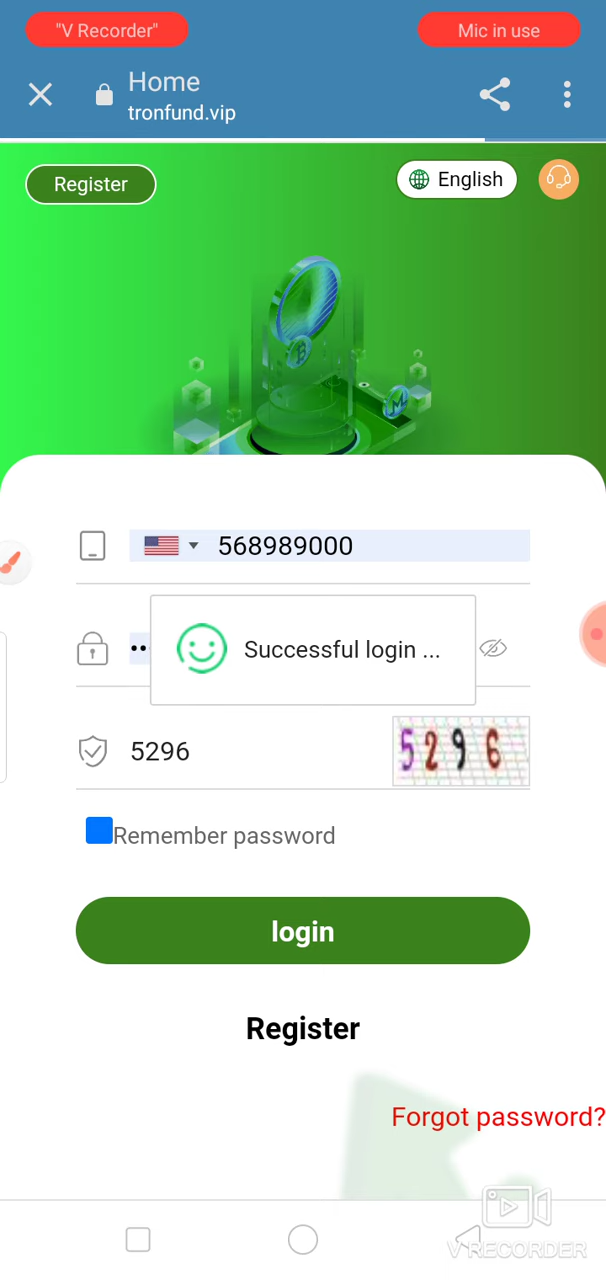 "V Recorder"
Mic in use
Home
tronfund.vip
Register
English
568989000
Successful login ...
5296
5296
Remember password
login
Register
Forgot password?
V RECORDER